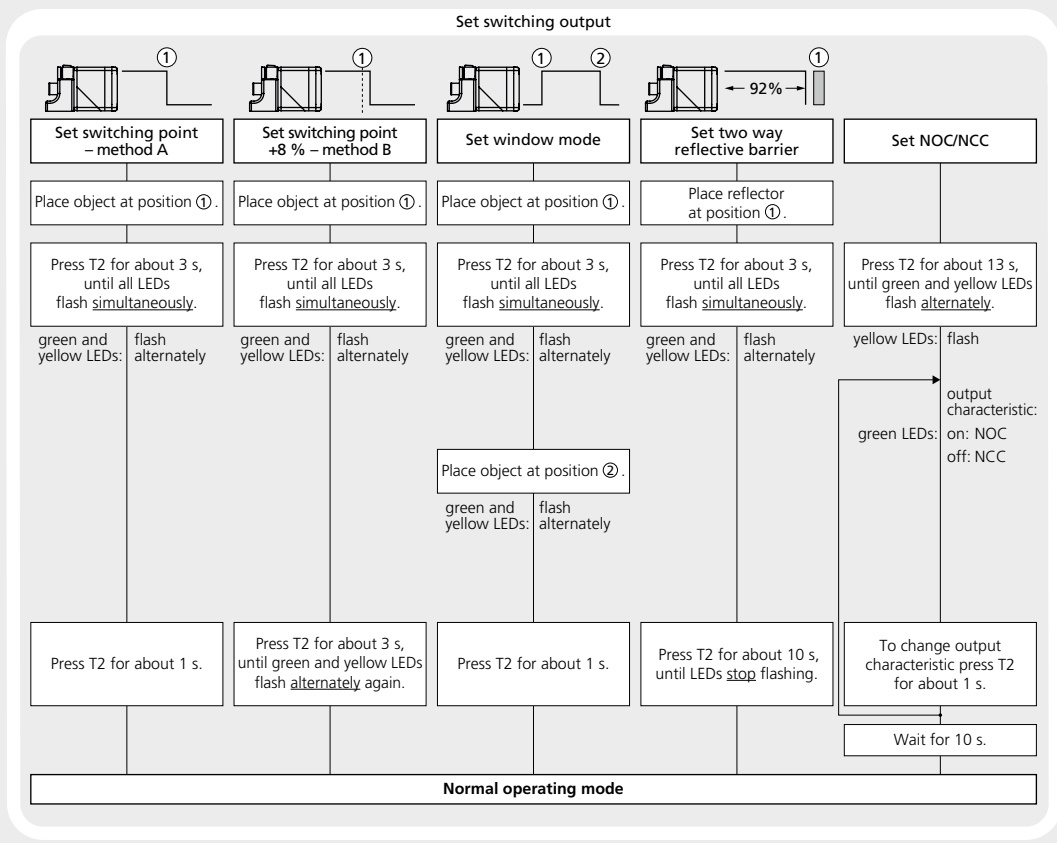 Set switching output
①
①
① ②
← 92% →
①
Set switching point
– method A
Place object at position ①.
Press T2 for about 3 s,
until all LEDs
flash simultaneously.
green and flash
yellow LEDs: alternately
Press T2 for about 1 s.
Set switching point
+8 % – method B
Place object at position ①.
Press T2 for about 3 s,
until all LEDs
flash simultaneously.
green and flash
yellow LEDs: alternately
Press T2 for about 3 s,
until green and yellow LEDs
flash alternately again.
Set window mode
Place object at position ①.
Press T2 for about 3 s,
until all LEDs
flash simultaneously.
green and flash
yellow LEDs: alternately
Place object at position ②.
green and flash
yellow LEDs: alternately
Press T2 for about 1 s.
Set two way
reflective barrier
Place reflector
at position ①.
Press T2 for about 3 s,
until all LEDs
flash simultaneously.
green and flash
yellow LEDs: alternately
Press T2 for about 10 s,
until LEDs stop flashing.
Set NOC/NCC
Press T2 for about 13 s,
until green and yellow LEDs
flash alternately.
yellow LEDs: flash
output
characteristic:
green LEDs: on: NOC
off: NCC
To change output
characteristic press T2
for about 1 s.
Wait for 10 s.
Normal operating mode